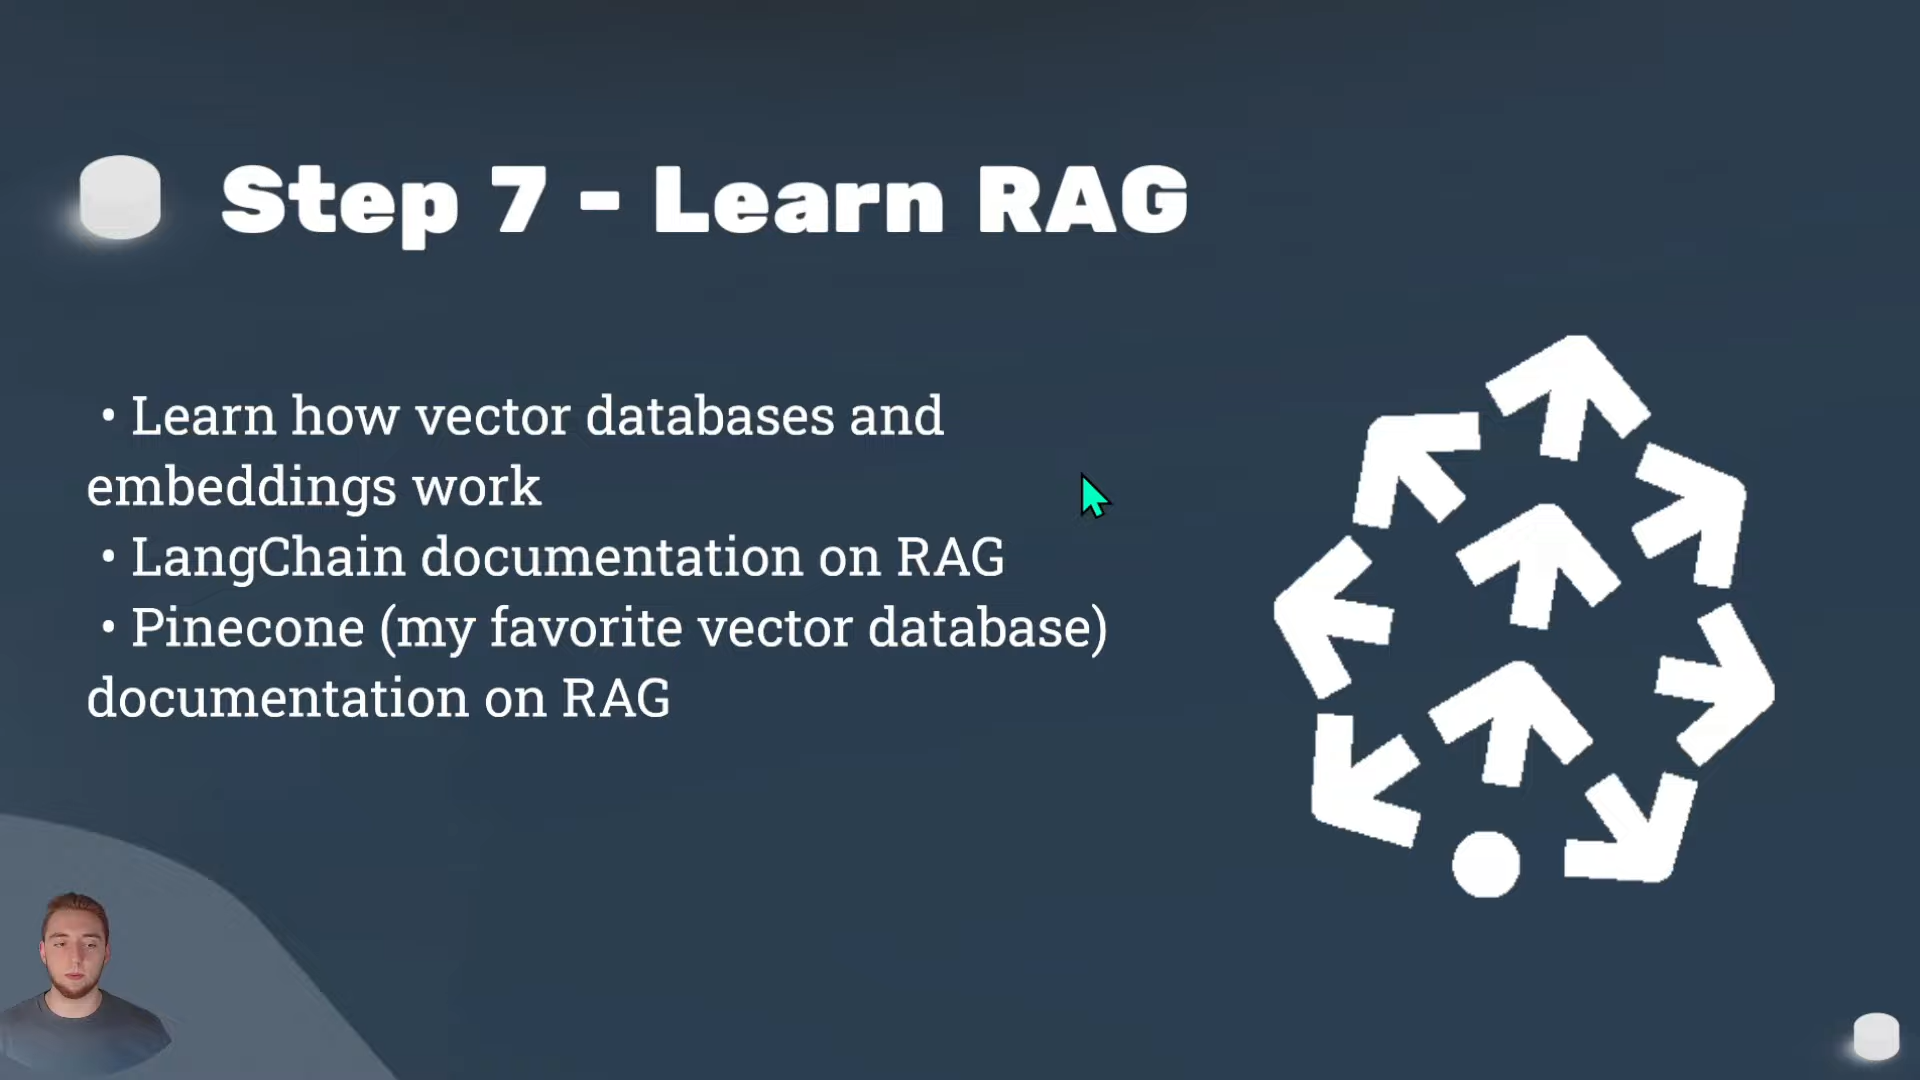 Step 7 - Learn RAG
• Learn how vector databases and
embeddings work
• LangChain documentation on RAG
• Pinecone (my favorite vector database)
documentation on RAG